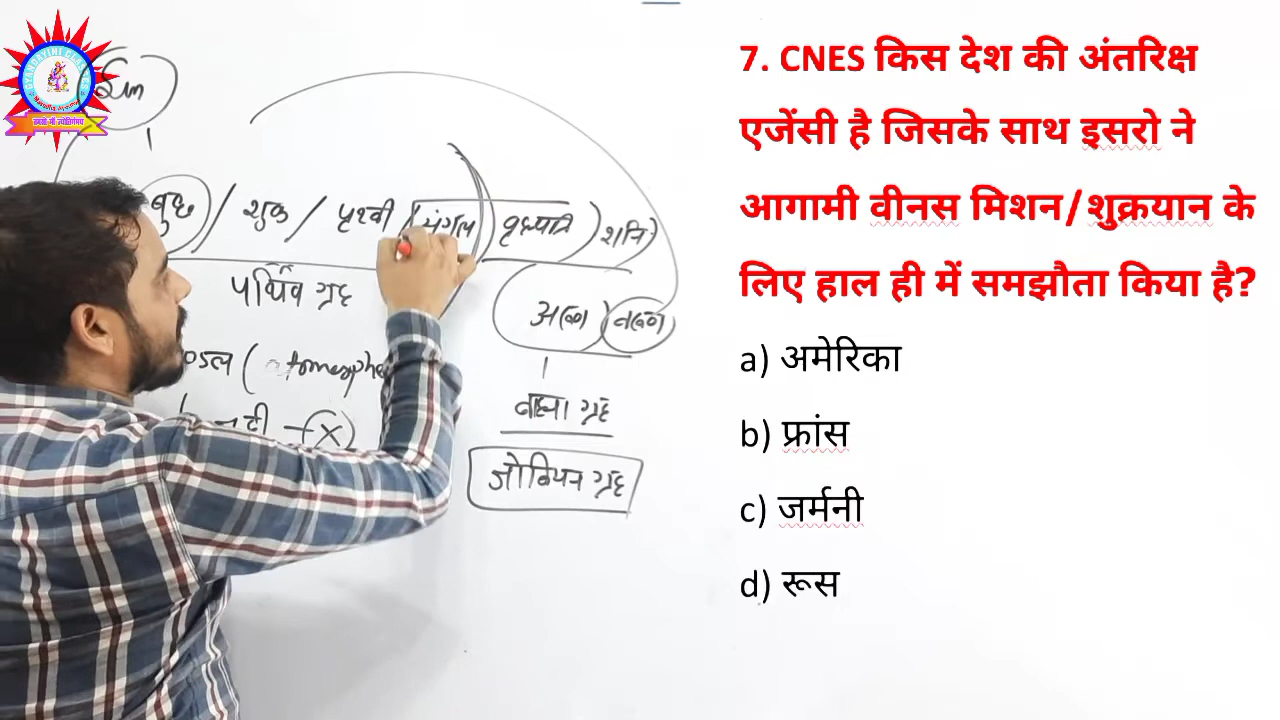 Sun
बुध / शुक्र / पृथ्वी / मंगल ) वृहस्पति ) शनि
पार्थिव ग्रह
अरुण ) वरुण
बाह्य ग्रह
जोवियन ग्रह
(x)
7. CNES किस देश की अंतरिक्ष
एजेंसी है जिसके साथ इसरो ने
आगामी वीनस मिशन/शुक्रयान के
लिए हाल ही में समझौता किया है?
a) अमेरिका
b) फ्रांस
c) जर्मनी
d) रूस